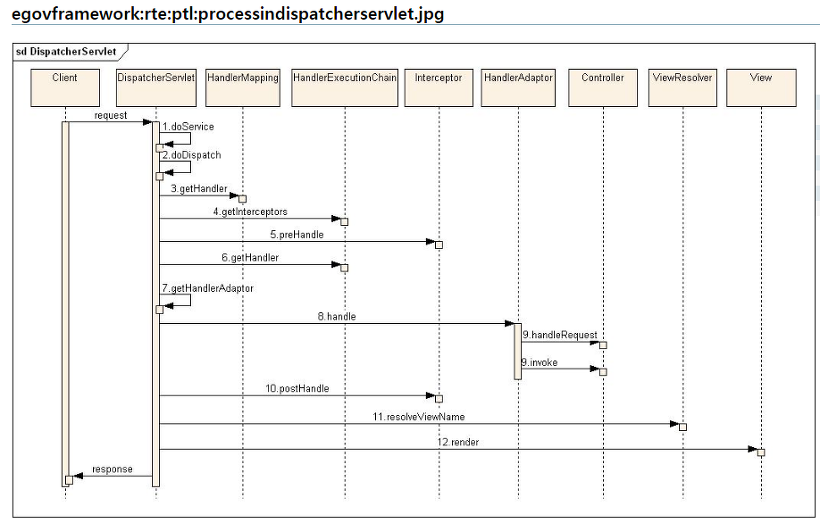 egovframework:rte:ptl:processindispatcherservlet.jpg
sd DispatcherServlet
Client DispatcherServlet HandlerMapping HandlerExecutionChain Interceptor HandlerAdaptor Controller ViewResolver View
request
1.doService
2.doDispatch
3.getHandler
4.getInterceptors
5.preHandle
6.getHandler
7.getHandlerAdaptor
8.handle
9.handleRequest
9.invoke
10.postHandle
11.resolveViewName
12.render
response